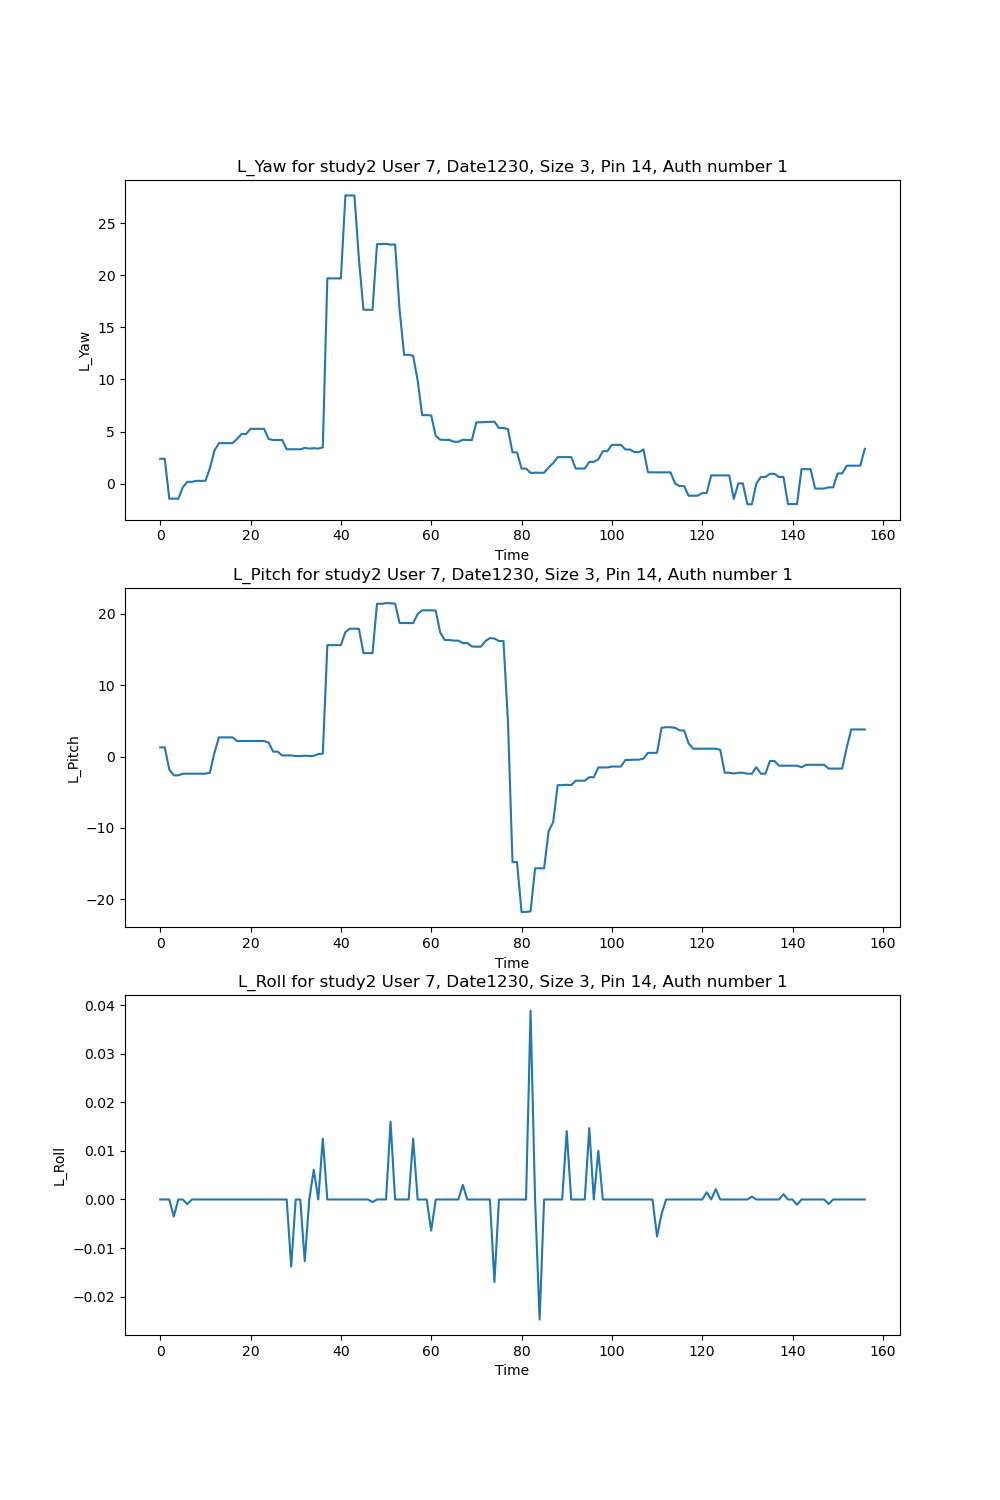 L_Yaw for study2 User 7, Date1230, Size 3, Pin 14, Auth number 1
25
20
15
10
5
0
L_Yaw
0 20 40 60 80 100 120 140 160
Time
L_Pitch for study2 User 7, Date1230, Size 3, Pin 14, Auth number 1
20
10
0
−10
−20
L_Pitch
0 20 40 60 80 100 120 140 160
Time
L_Roll for study2 User 7, Date1230, Size 3, Pin 14, Auth number 1
0.04
0.03
0.02
0.01
0.00
−0.01
−0.02
L_Roll
0 20 40 60 80 100 120 140 160
Time